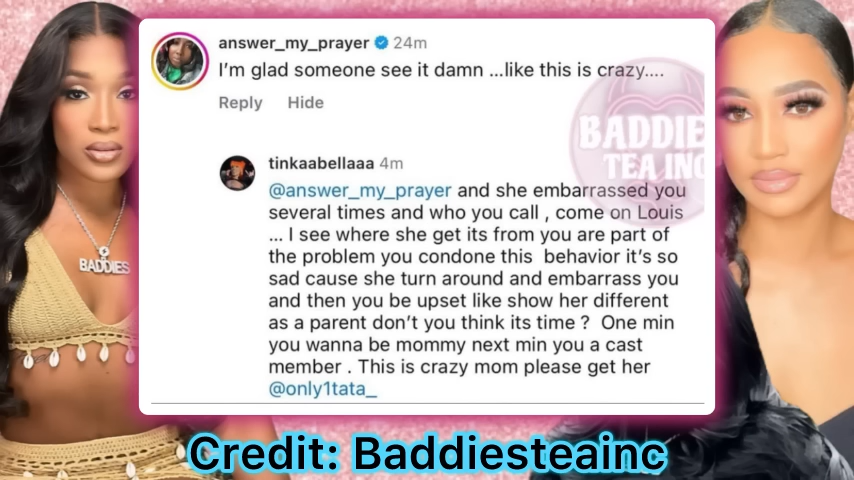 answer_my_prayer 24m
I'm glad someone see it damn ...like this is crazy....
Reply Hide
BADDIE
TEA INC
tinkaabellaaa 4m
@answer_my_prayer and she embarrassed you
several times and who you call , come on Louis
... I see where she get its from you are part of
the problem you condone this behavior it's so
sad cause she turn around and embarrass you
and then you be upset like show her different
as a parent don't you think its time ? One min
you wanna be mommy next min you a cast
member . This is crazy mom please get her
@only1tata_
BADDIES
Credit: Baddiesteainc